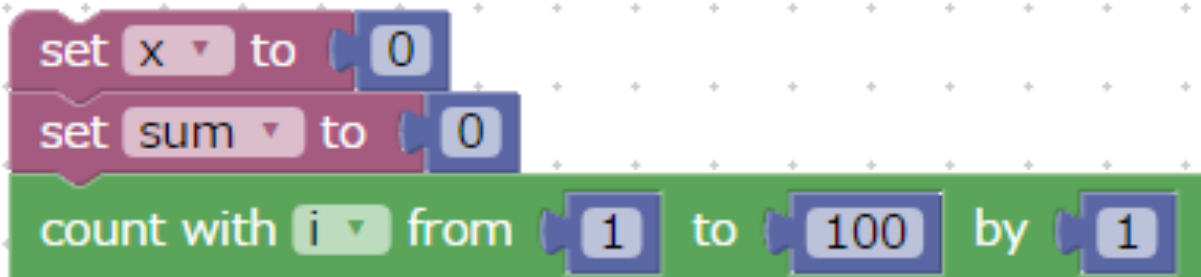 set x to 0
set sum to 0
count with i from 1 to 100 by 1